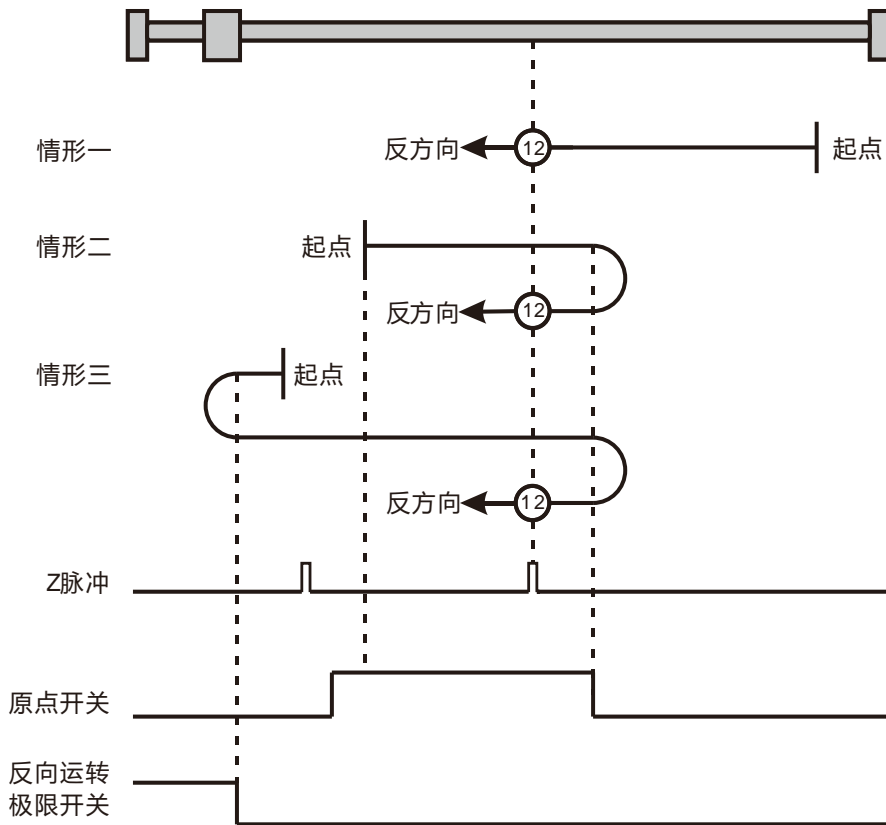 情形一
反方向
12
起点
情形二
起点
反方向
12
情形三
起点
反方向
12
Z脉冲
原点开关
反向运转
极限开关